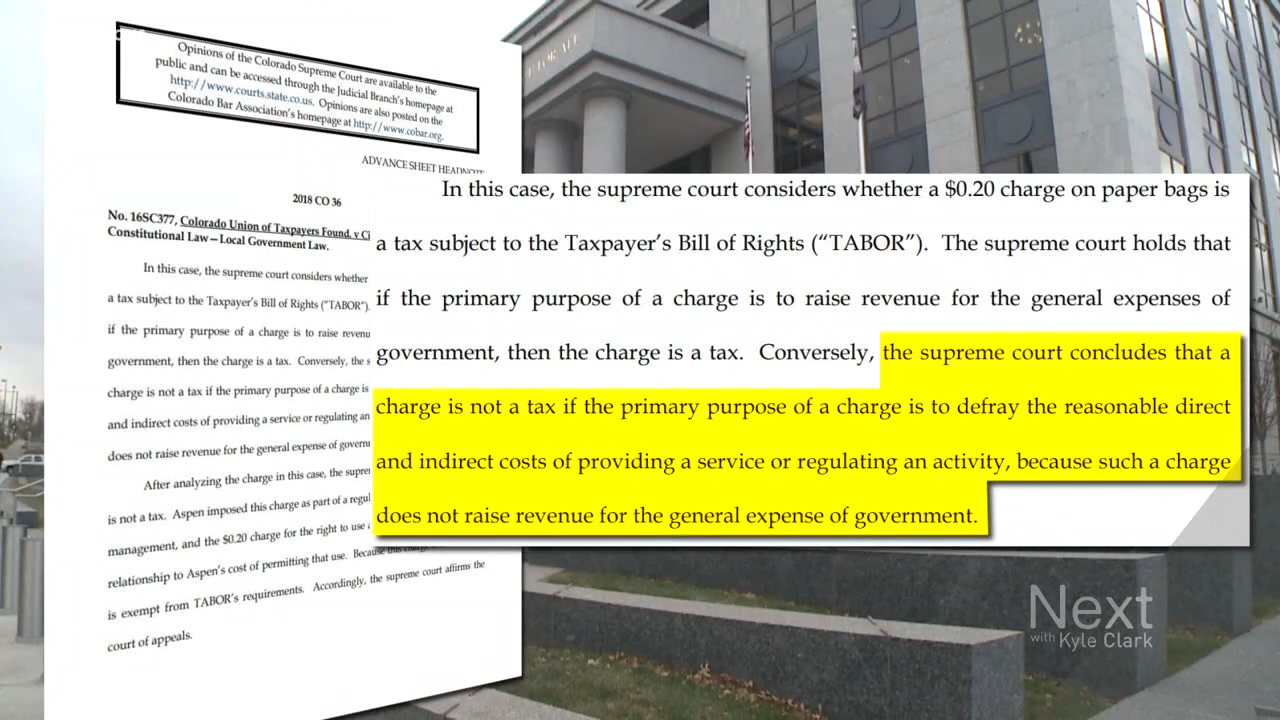 Opinions of the Colorado Supreme Court are available to the
public and can be accessed through the Judicial Branch's homepage at
http://www.courts.state.co.us. Opinions are also posted on the
Colorado Bar Association's homepage at http://www.cobar.org.
ADVANCE SHEET HEADNOTE
2018 CO 36
No. 16SC377, Colorado Union of Taxpayers Found. v Ci
Constitutional Law—Local Government Law.
In this case, the supreme court considers whether
a tax subject to the Taxpayer's Bill of Rights ("TABOR").
if the primary purpose of a charge is to raise revenu
government, then the charge is a tax. Conversely, the s
charge is not a tax if the primary purpose of a charge is
and indirect costs of providing a service or regulating an
does not raise revenue for the general expense of govern
After analyzing the charge in this case, the supre
is not a tax. Aspen imposed this charge as part of a regul
management, and the $0.20 charge for the right to use
relationship to Aspen's cost of permitting that use. Because this
is exempt from TABOR's requirements. Accordingly, the supreme court affirms the
court of appeals.
In this case, the supreme court considers whether a $0.20 charge on paper bags is
a tax subject to the Taxpayer's Bill of Rights ("TABOR"). The supreme court holds that
if the primary purpose of a charge is to raise revenue for the general expenses of
government, then the charge is a tax. Conversely, the supreme court concludes that a
charge is not a tax if the primary purpose of a charge is to defray the reasonable direct
and indirect costs of providing a service or regulating an activity, because such a charge
does not raise revenue for the general expense of government.
Next
with Kyle Clark